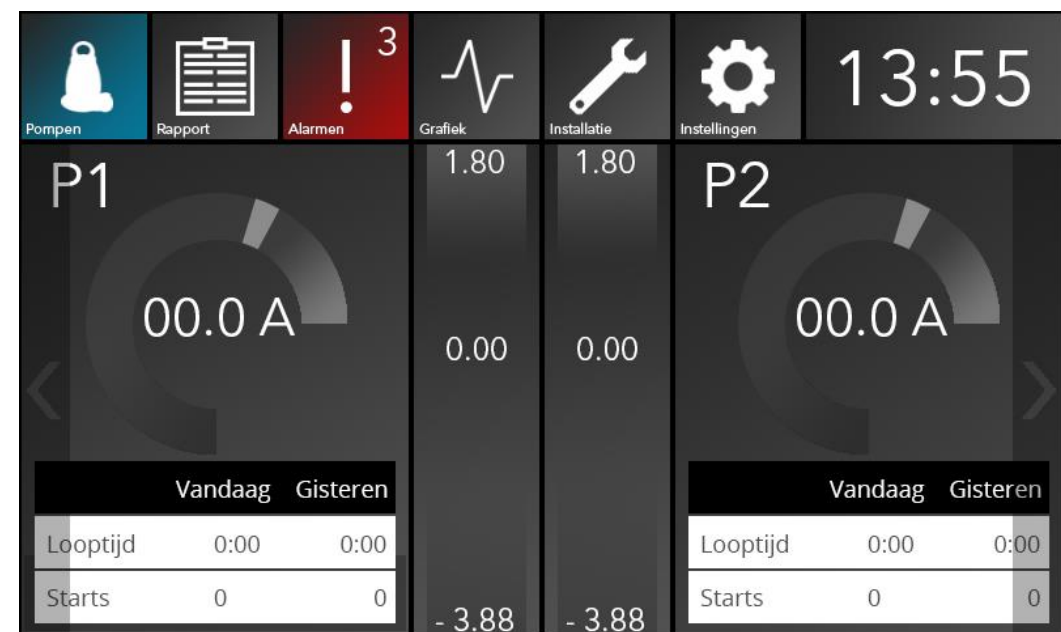 3
13:55
Pompen Rapport Alarmen Grafiek Installatie Instellingen
P1 1.80 1.80 P2
00.0 A 0.00 0.00 00.0 A
Vandaag Gisteren Vandaag Gisteren
Looptijd 0:00 0:00 Looptijd 0:00 0:00
Starts 0 0 Starts 0 0
- 3.88 - 3.88